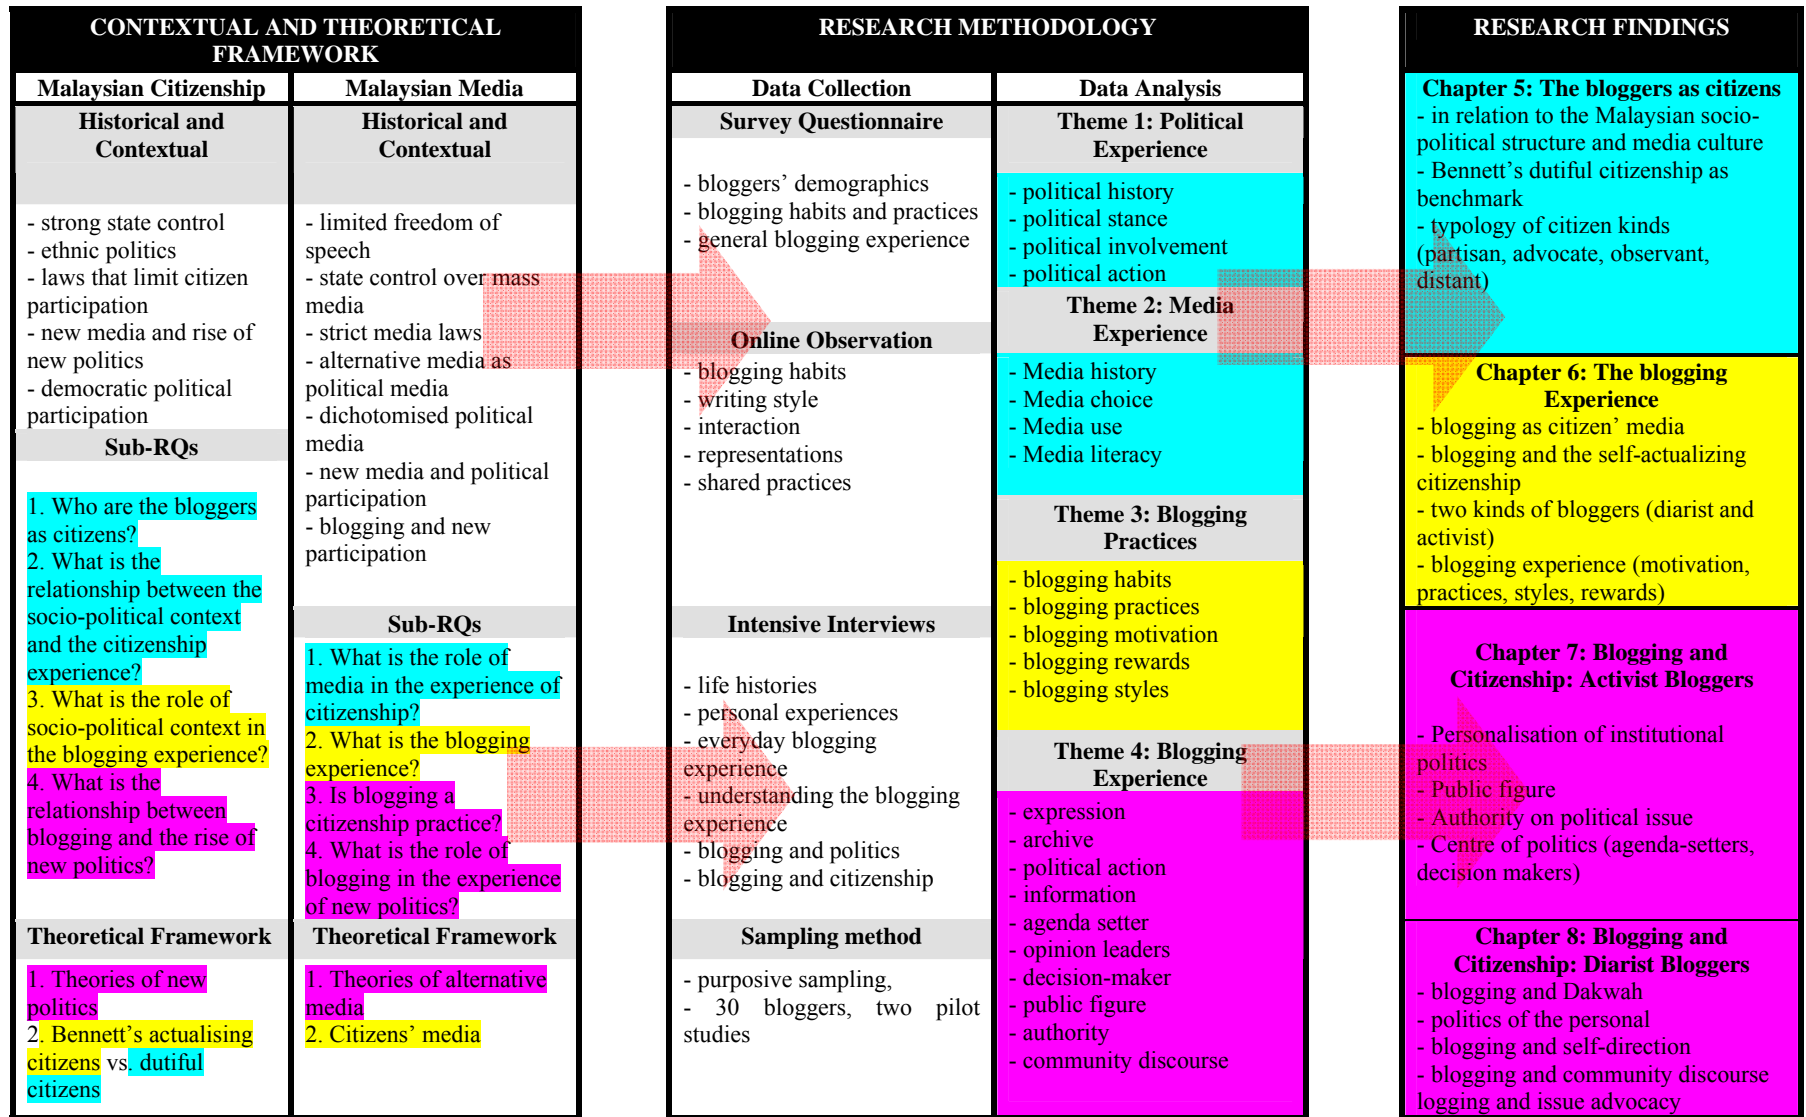 CONTEXTUAL AND THEORETICAL
FRAMEWORK
Malaysian Citizenship
Historical and
Contextual
- strong state control
- ethnic politics
- laws that limit citizen
participation
- new media and rise of
new politics
- democratic political
participation
Sub-RQs
1. Who are the bloggers
as citizens?
2. What is the
relationship between the
socio-political context
and the citizenship
experience?
3. What is the role of
socio-political context in
the blogging experience?
4. What is the
relationship between
blogging and the rise of
new politics?
Theoretical Framework
1. Theories of new
politics
2. Bennett’s actualising
citizens vs. dutiful
citizens
Malaysian Media
Historical and
Contextual
- limited freedom of
speech
- state control over mass
media
- strict media laws
- alternative media as
political media
- dichotomised political
media
- new media and political
participation
- blogging and new
participation
Sub-RQs
1. What is the role of
media in the experience of
citizenship?
2. What is the blogging
experience?
3. Is blogging a
citizenship practice?
4. What is the role of
blogging in the experience
of new politics?
Theoretical Framework
1. Theories of alternative
media
2. Citizens’ media
RESEARCH METHODOLOGY
Data Collection
Survey Questionnaire
- bloggers’ demographics
- blogging habits and practices
- general blogging experience
Online Observation
- blogging habits
- writing style
- interaction
- representations
- shared practices
Intensive Interviews
- life histories
- personal experiences
- everyday blogging
experience
- understanding the blogging
experience
- blogging and politics
- blogging and citizenship
Sampling method
- purposive sampling,
- 30 bloggers, two pilot
studies
Data Analysis
Theme 1: Political
Experience
- political history
- political stance
- political involvement
- political action
Theme 2: Media
Experience
- Media history
- Media choice
- Media use
- Media literacy
Theme 3: Blogging
Practices
- blogging habits
- blogging practices
- blogging motivation
- blogging rewards
- blogging styles
Theme 4: Blogging
Experience
- expression
- archive
- political action
- information
- agenda setter
- opinion leaders
- decision-maker
- public figure
- authority
- community discourse
RESEARCH FINDINGS
Chapter 5: The bloggers as citizens
- in relation to the Malaysian socio-
political structure and media culture
- Bennett’s dutiful citizenship as
benchmark
- typology of citizen kinds
(partisan, advocate, observant,
distant)
Chapter 6: The blogging
Experience
- blogging as citizen’ media
- blogging and the self-actualizing
citizenship
- two kinds of bloggers (diarist and
activist)
- blogging experience (motivation,
practices, styles, rewards)
Chapter 7: Blogging and
Citizenship: Activist Bloggers
- Personalisation of institutional
politics
- Public figure
- Authority on political issue
- Centre of politics (agenda-setters,
decision makers)
Chapter 8: Blogging and
Citizenship: Diarist Bloggers
- blogging and Dakwah
- politics of the personal
- blogging and self-direction
- blogging and community discourse
logging and issue advocacy